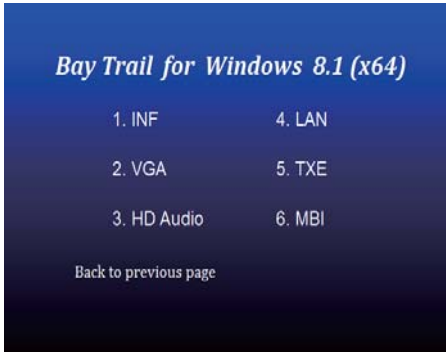 Bay Trail for Windows 8.1 (x64)
1. INF
4. LAN
2. VGA
5. TXE
3. HD Audio
6. MBI
Back to previous page